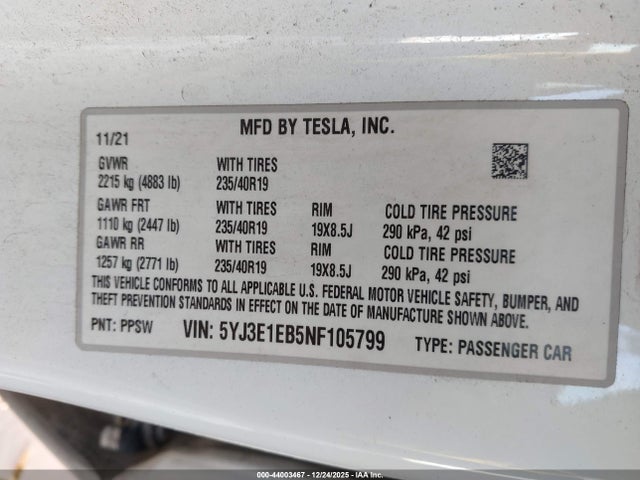 MFD BY TESLA, INC.
11/21
GVWR WITH TIRES
2215 kg (4883 lb) 235/40R19
GAWR FRT WITH TIRES RIM COLD TIRE PRESSURE
1110 kg (2447 lb) 235/40R19 19X8.5J 290 kPa, 42 psi
GAWR RR WITH TIRES RIM COLD TIRE PRESSURE
1257 kg (2771 lb) 235/40R19 19X8.5J 290 kPa, 42 psi
THIS VEHICLE CONFORMS TO ALL APPLICABLE U.S. FEDERAL MOTOR VEHICLE SAFETY, BUMPER, AND
THEFT PREVENTION STANDARDS IN EFFECT ON THE DATE OF MANUFACTURE SHOWN ABOVE.
PNT: PPSW VIN: 5YJ3E1EB5NF105799 TYPE: PASSENGER CAR
000-44003467 • 12/24/2025 • IAA Inc.